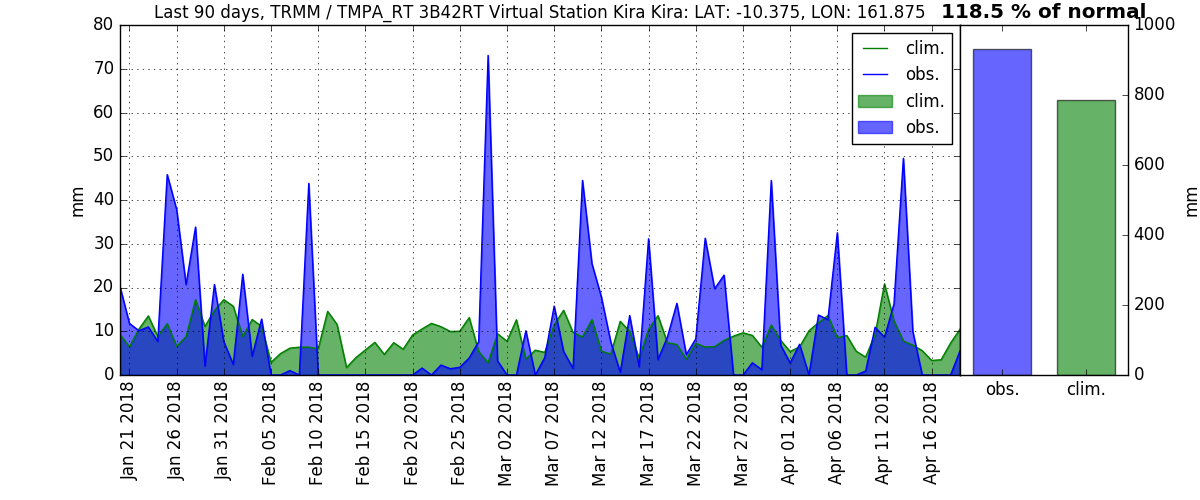 Last 90 days, TRMM / TMPA_RT 3B42RT Virtual Station Kira Kira: LAT: -10.375, LON: 161.875
118.5 % of normal
80
70
60
50
40
30
20
10
0
mm
clim.
obs.
clim.
obs.
1000
800
600
400
200
0
mm
obs.
clim.
Jan 21 2018
Jan 26 2018
Jan 31 2018
Feb 05 2018
Feb 10 2018
Feb 15 2018
Feb 20 2018
Feb 25 2018
Mar 02 2018
Mar 07 2018
Mar 12 2018
Mar 17 2018
Mar 22 2018
Mar 27 2018
Apr 01 2018
Apr 06 2018
Apr 11 2018
Apr 16 2018